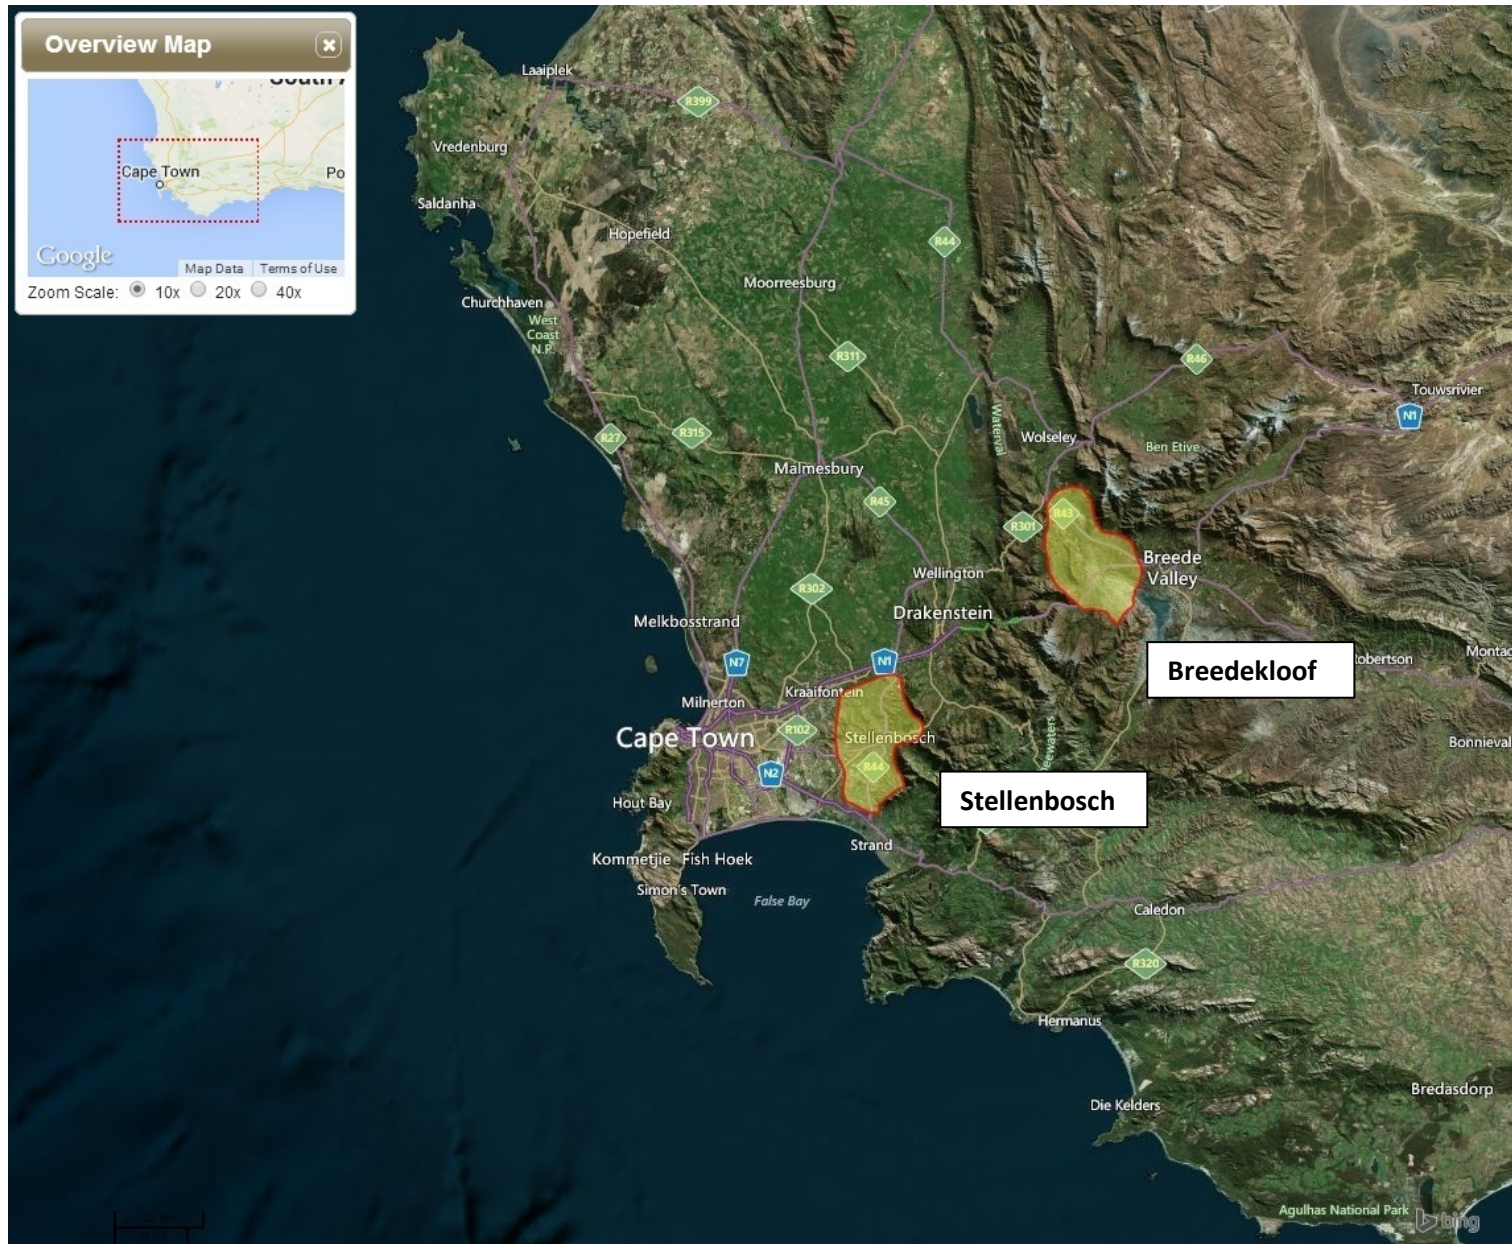 Overview Map
South A
Cape Town
Po
Google
Map Data
Terms of Use
Zoom Scale:
10x
20x
40x
Laaiplek
R399
Vredenburg
Saldanha
Hopefield
R44
Moorreesburg
Churchhaven
West
Coast
N.P.
R311
R46
Touwsrivier
N1
R27
R315
Waterval
Wolseley
Ben Etive
Malmesbury
R45
R301
R43
Breede
Valley
Wellington
R302
Drakenstein
Melkbosstrand
N7
N1
Robertson
Montag
Breedekloof
Kraaifontein
Milnerton
Cape Town
R102
Stellenbosch
Bonnieval
R44
N2
Stellenbosch
Hout Bay
Strand
Kommetjie
Fish Hoek
Simon's Town
False Bay
Caledon
R320
Hermanus
Die Kelders
Bredasdorp
Agulhas National Park
bing